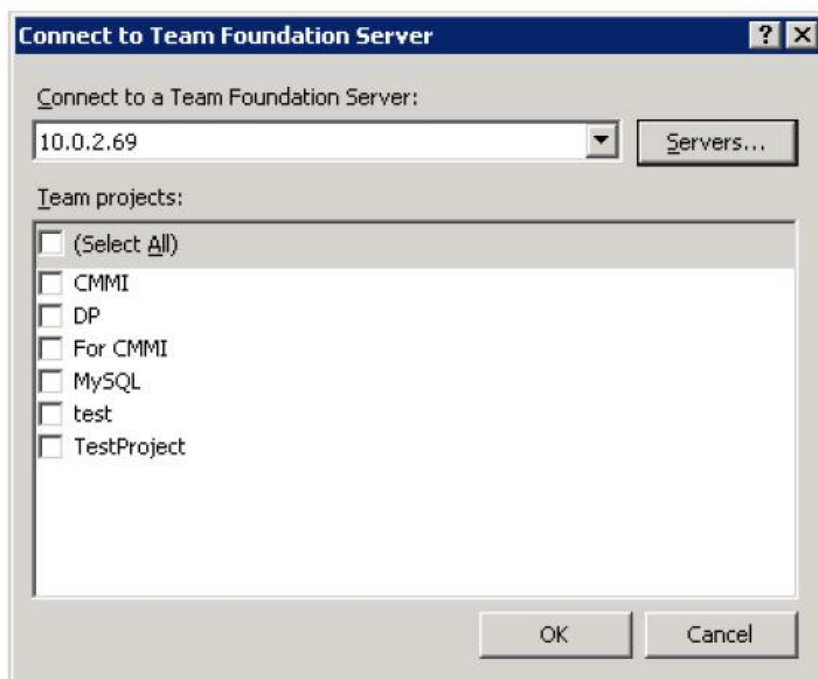 Connect to Team Foundation Server
Connect to a Team Foundation Server:
10.0.2.69
Servers...
Team projects:
(Select All)
CMMI
DP
For CMMI
MySQL
test
TestProject
OK
Cancel